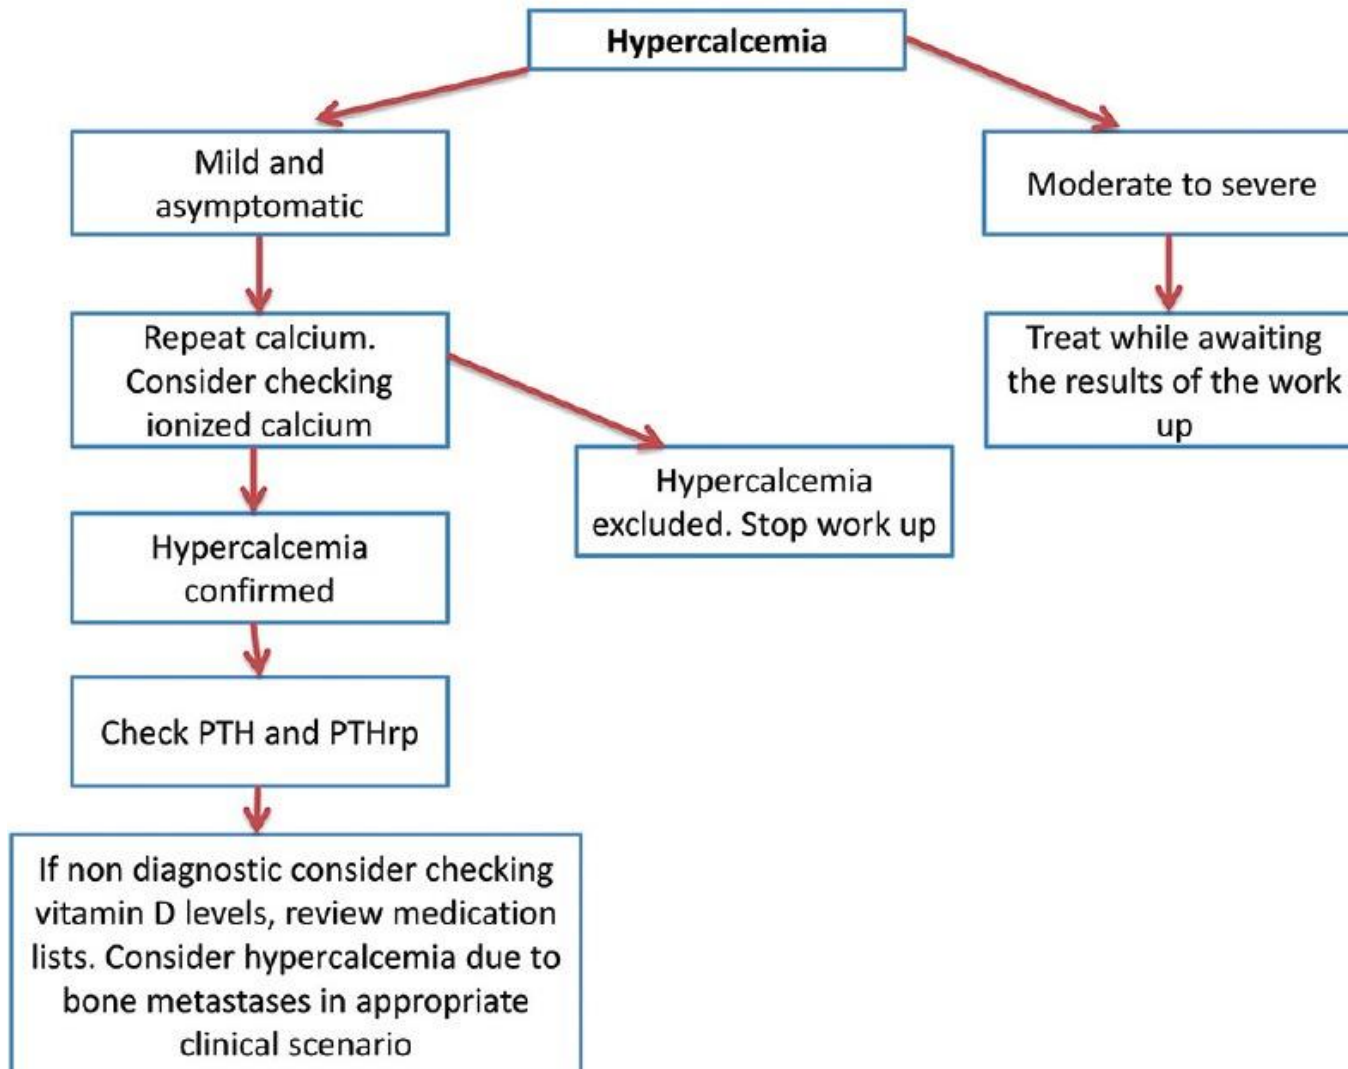 Hypercalcemia
Mild and
asymptomatic
Moderate to severe
Repeat calcium.
Consider checking
ionized calcium
Treat while awaiting
the results of the work
up
Hypercalcemia
excluded. Stop work up
Hypercalcemia
confirmed
Check PTH and PTHrp
If non diagnostic consider checking
vitamin D levels, review medication
lists. Consider hypercalcemia due to
bone metastases in appropriate
clinical scenario